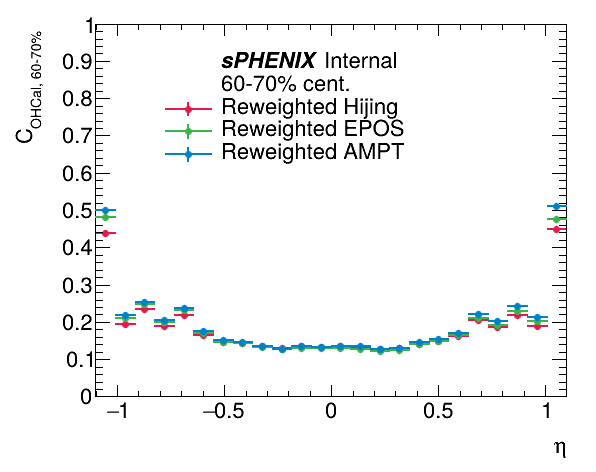 1
0.9
0.8
0.7
0.6
0.5
0.4
0.3
0.2
0.1
0
C_OHCal, 60-70%
sPHENIX Internal
60-70% cent.
Reweighted Hijing
Reweighted EPOS
Reweighted AMPT
−1 −0.5 0 0.5 1
η